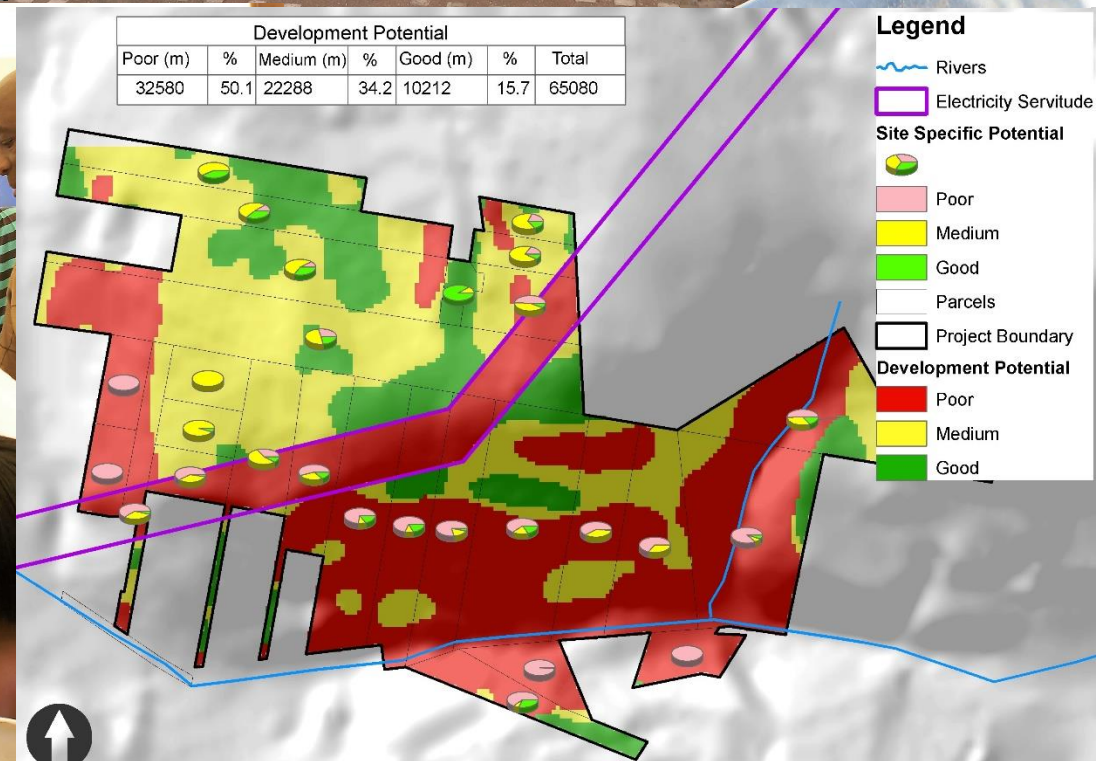 Development Potential
Poor (m) % Medium (m) % Good (m) % Total
32580 50.1 22288 34.2 10212 15.7 65080
Legend
Rivers
Electricity Servitude
Site Specific Potential
Poor
Medium
Good
Parcels
Project Boundary
Development Potential
Poor
Medium
Good